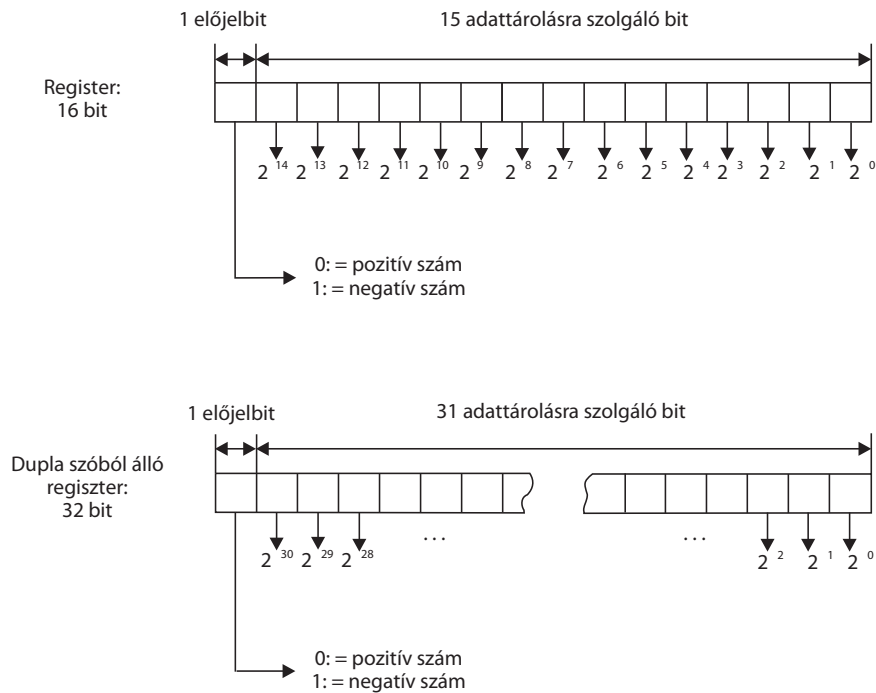 1 előjelbit 15 adattárolásra szolgáló bit
Register:
16 bit
2^14 2^13 2^12 2^11 2^10 2^9 2^8 2^7 2^6 2^5 2^4 2^3 2^2 2^1 2^0
0: = pozitív szám
1: = negatív szám
1 előjelbit 31 adattárolásra szolgáló bit
Dupla szóból álló
regiszter:
32 bit
2^30 2^29 2^28 ... ... 2^2 2^1 2^0
0: = pozitív szám
1: = negatív szám